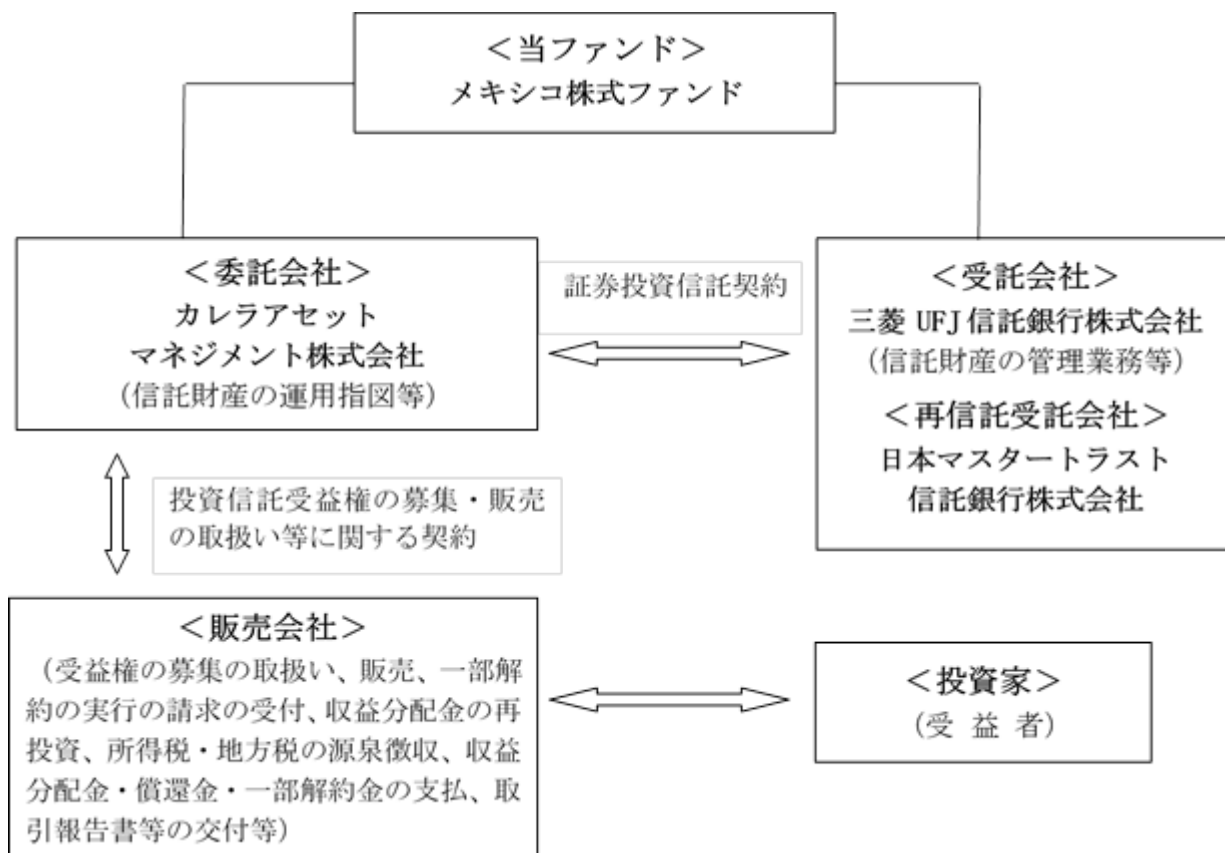 ＜当ファンド＞
メキシコ株式ファンド
＜委託会社＞
カレラアセット
マネジメント株式会社
（信託財産の運用指図等）
証券投資信託契約
＜受託会社＞
三菱 UFJ 信託銀行株式会社
（信託財産の管理業務等）
＜再信託受託会社＞
日本マスタートラスト
信託銀行株式会社
投資信託受益権の募集・販売
の取扱い等に関する契約
＜販売会社＞
（受益権の募集の取扱い、販売、一部解
約の実行の請求の受付、収益分配金の再
投資、所得税・地方税の源泉徴収、収益
分配金・償還金・一部解約金の支払、取
引報告書等の交付等）
＜投資家＞
（受 益 者）